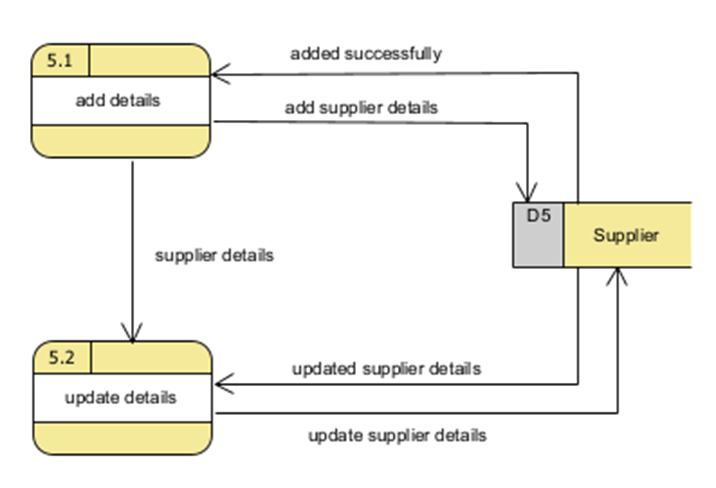 added successfully
5.1
add details
add supplier details
D5
Supplier
supplier details
5.2
updated supplier details
update details
update supplier details